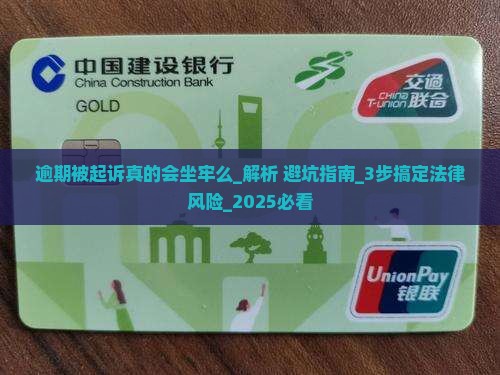 中国建设银行
China Construction Bank
GOLD
交通
CHINA
T-UNION 联合
逾期被起诉真的会坐牢么_解析 避坑指南_3步搞定法律
风险_2025必看
UnionPay
银联